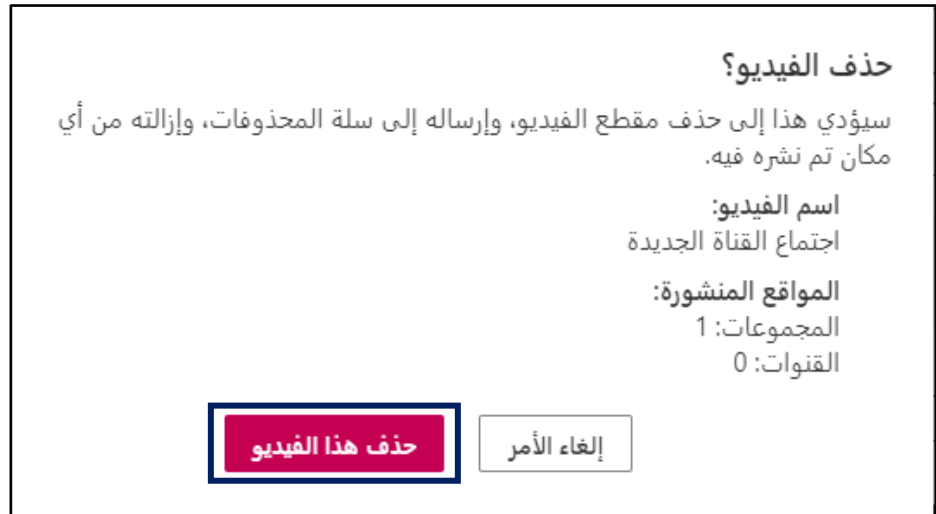 حذف الفيديو؟
سيؤدي هذا إلى حذف مقطع الفيديو، وإرساله إلى سلة المحذوفات، وإزالته من أي
مكان تم نشره فيه.
اسم الفيديو:
اجتماع القناة الجديدة
المواقع المنشورة:
المجموعات: 1
القنوات: 0
إلغاء الأمر
حذف هذا الفيديو